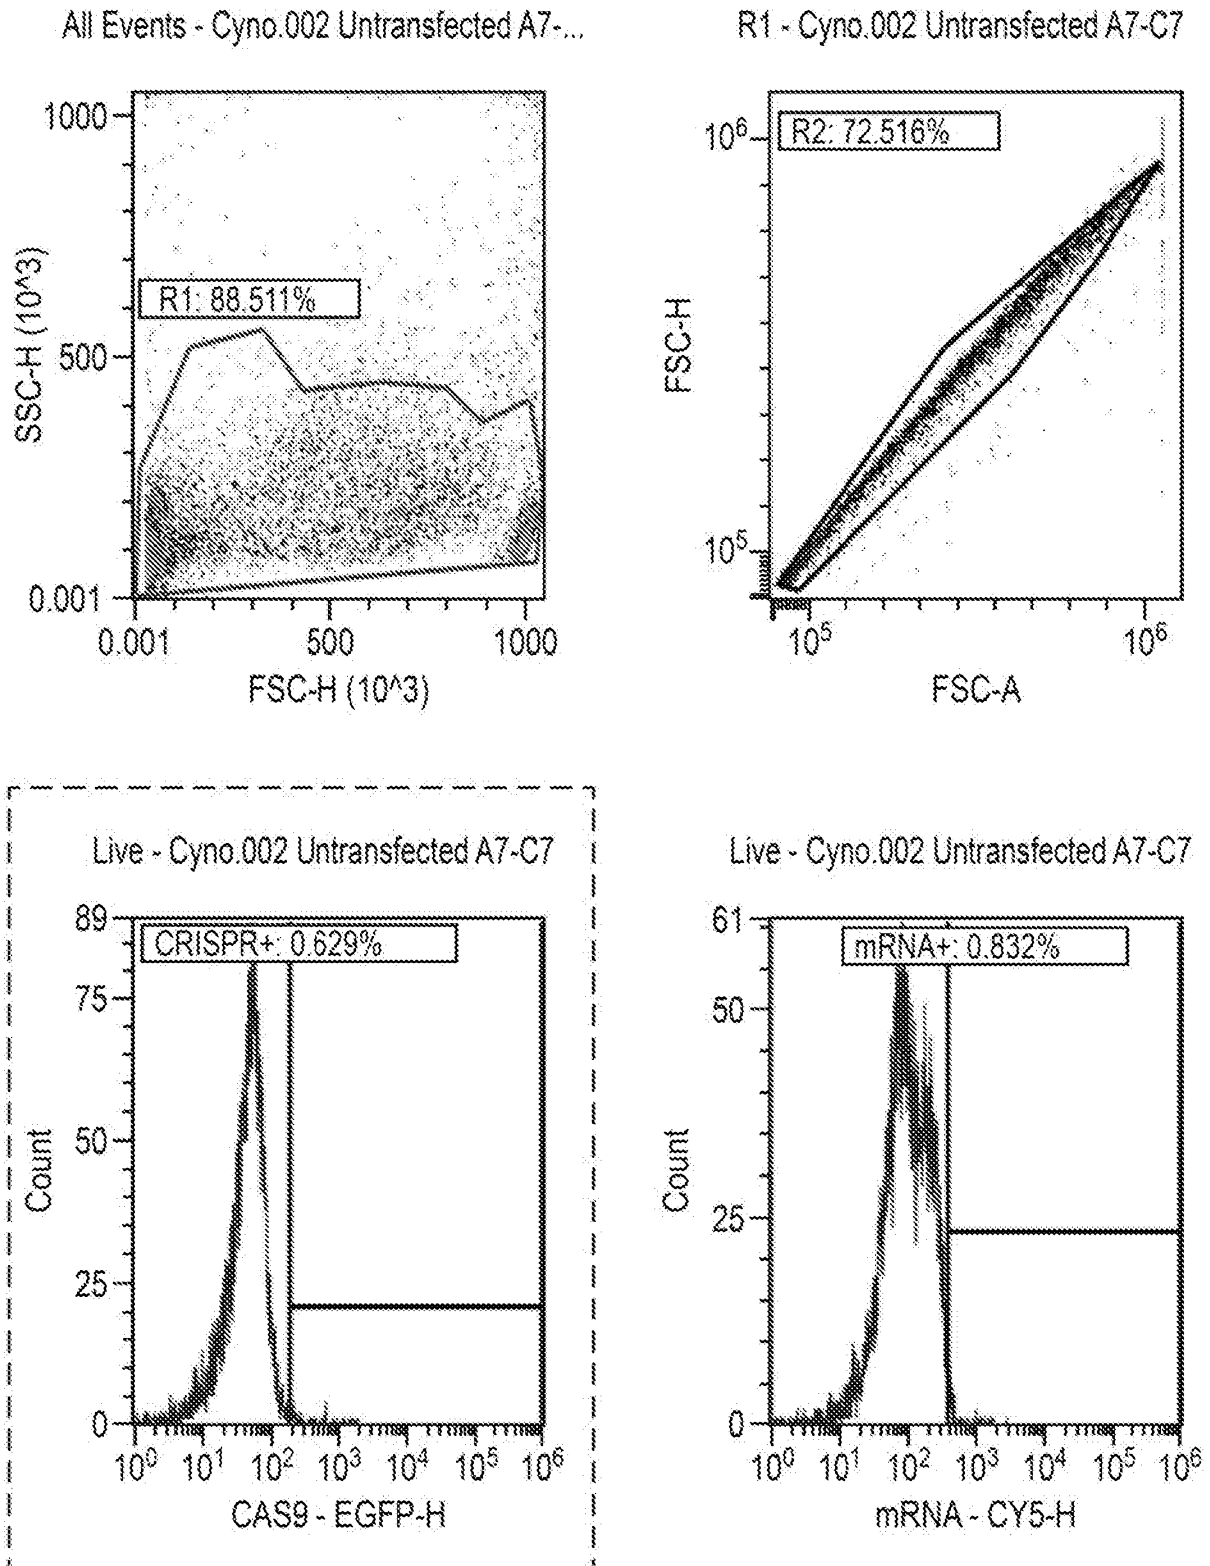 All Events - Cyno.002 Untransfected A7-...
R1 - Cyno.002 Untransfected A7-C7
1000
500
0.001
SSC-H (10^3)
R1: 88.511%
0.001
500
1000
FSC-H (10^3)
10⁶
10⁵
FSC-H
R2: 72.516%
10⁵
10⁶
FSC-A
Live - Cyno.002 Untransfected A7-C7
89
75
50
25
0
Count
CRISPR+: 0.629%
10⁰ 10¹ 10² 10³ 10⁴ 10⁵ 10⁶
CAS9 - EGFP-H
Live - Cyno.002 Untransfected A7-C7
61
50
25
0
Count
mRNA+: 0.832%
10⁰ 10¹ 10² 10³ 10⁴ 10⁵ 10⁶
mRNA - CY5-H